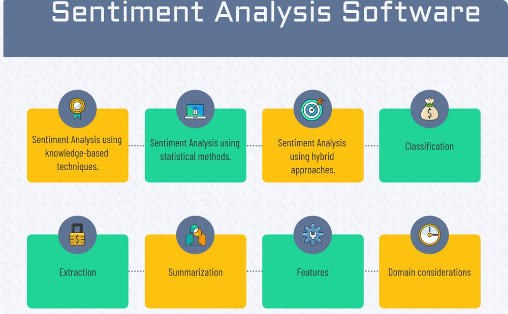 Sentiment Analysis Software
Sentiment Analysis using
knowledge-based
techniques.
Sentiment Analysis using
statistical methods.
Sentiment Analysis
using hybrid
approaches.
Classification
Extraction
Summarization
Features
Domain considerations